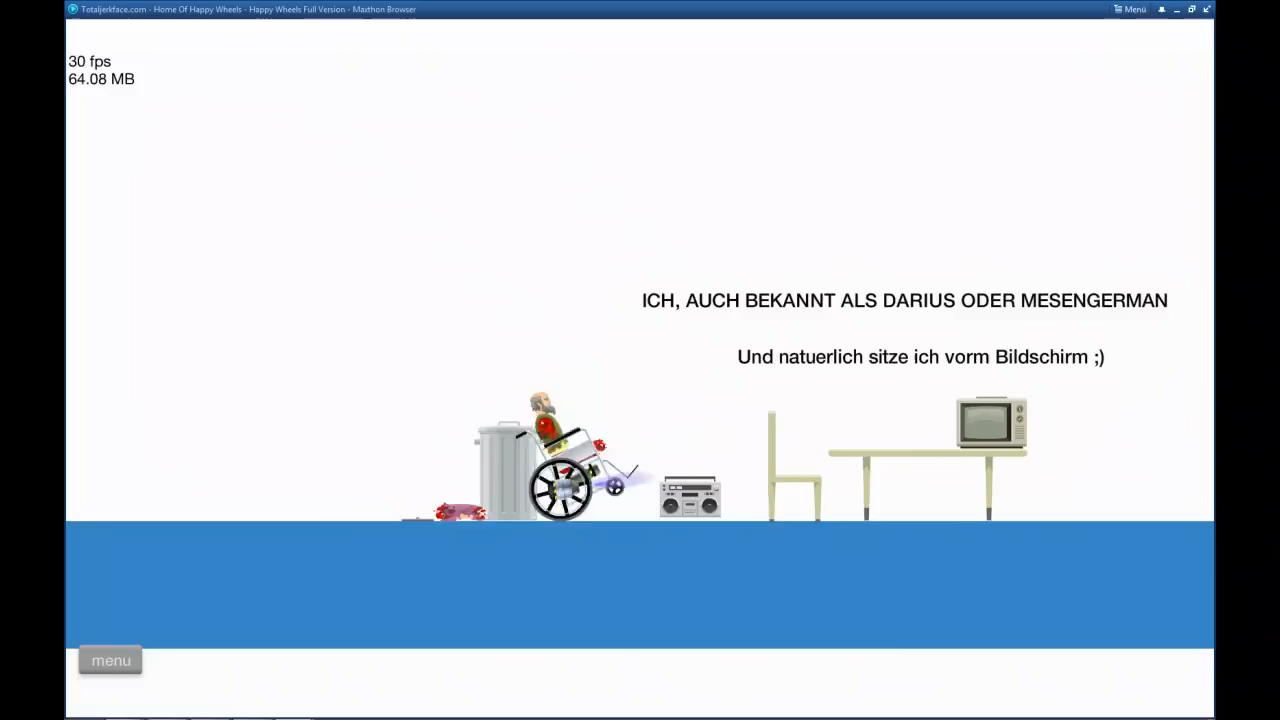 Totaljerkface.com - Home Of Happy Wheels - Happy Wheels Full Version - Maxthon Browser
Menü
30 fps
64.08 MB
ICH, AUCH BEKANNT ALS DARIUS ODER MESENGERMAN
Und natuerlich sitze ich vorm Bildschirm ;)
menu